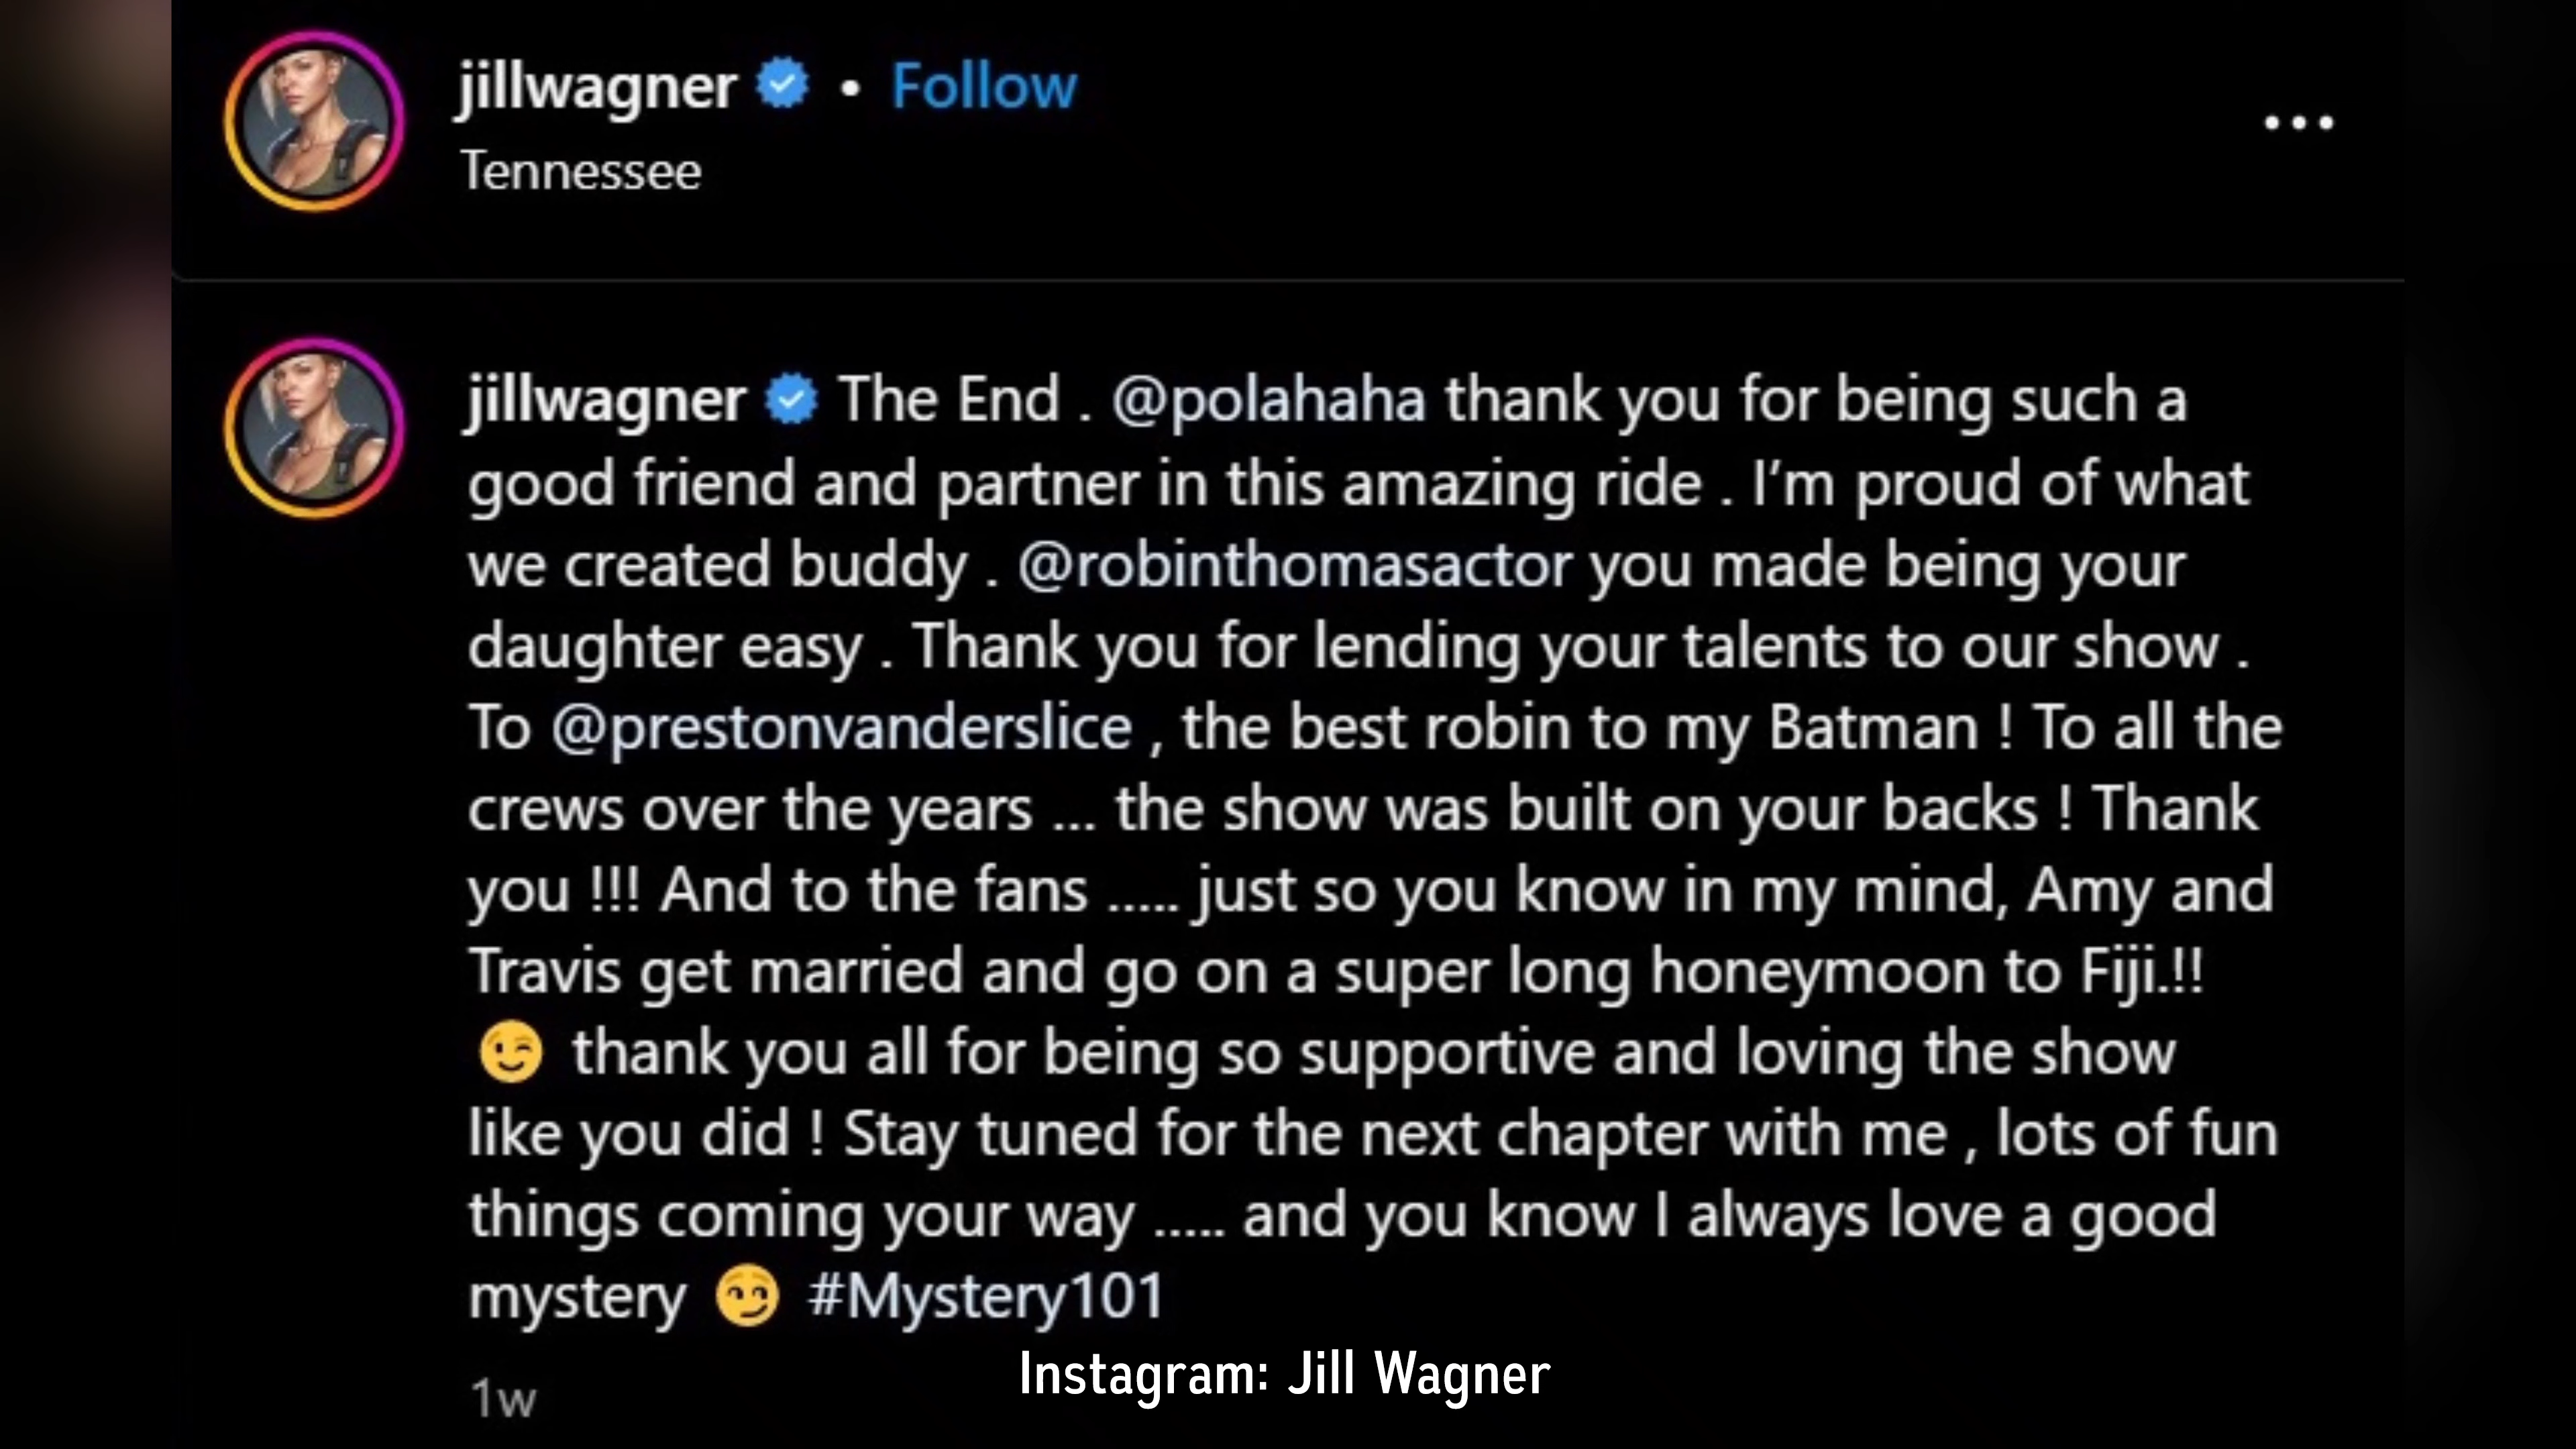 jillwagner • Follow
Tennessee
jillwagner The End . @polahaha thank you for being such a
good friend and partner in this amazing ride . I’m proud of what
we created buddy . @robinthomasactor you made being your
daughter easy . Thank you for lending your talents to our show .
To @prestonvanderslice , the best robin to my Batman ! To all the
crews over the years ... the show was built on your backs ! Thank
you !!! And to the fans ..... just so you know in my mind, Amy and
Travis get married and go on a super long honeymoon to Fiji.!!
😉 thank you all for being so supportive and loving the show
like you did ! Stay tuned for the next chapter with me , lots of fun
things coming your way ..... and you know I always love a good
mystery 😏 #Mystery101
Instagram: Jill Wagner
1w